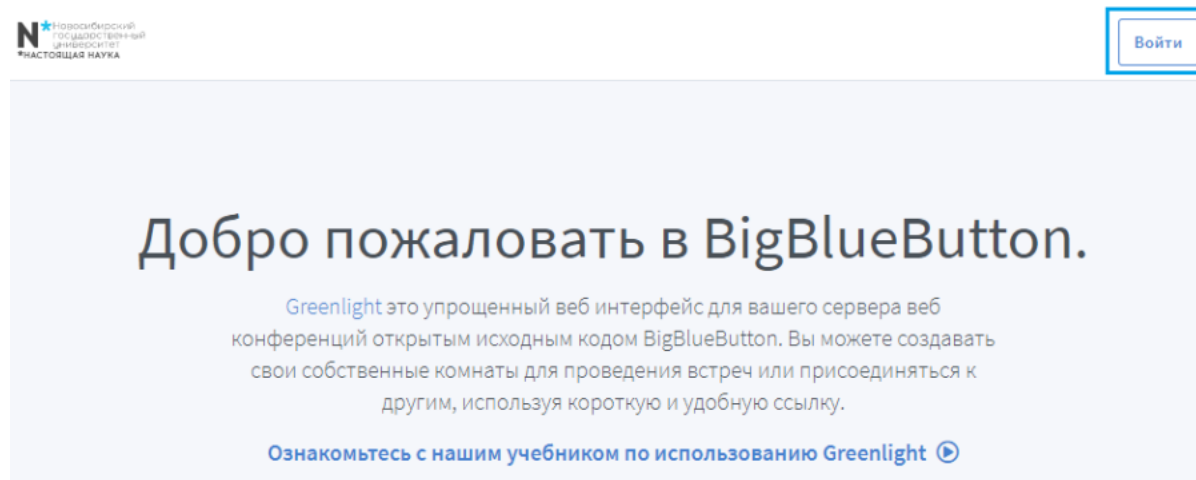 N*Новосибирский
государственный
университет
*НАСТОЯЩАЯ НАУКА
Войти
Добро пожаловать в BigBlueButton.
Greenlight это упрощенный веб интерфейс для вашего сервера веб
конференций открытым исходным кодом BigBlueButton. Вы можете создавать
свои собственные комнаты для проведения встреч или присоединяться к
другим, используя короткую и удобную ссылку.
Ознакомьтесь с нашим учебником по использованию Greenlight